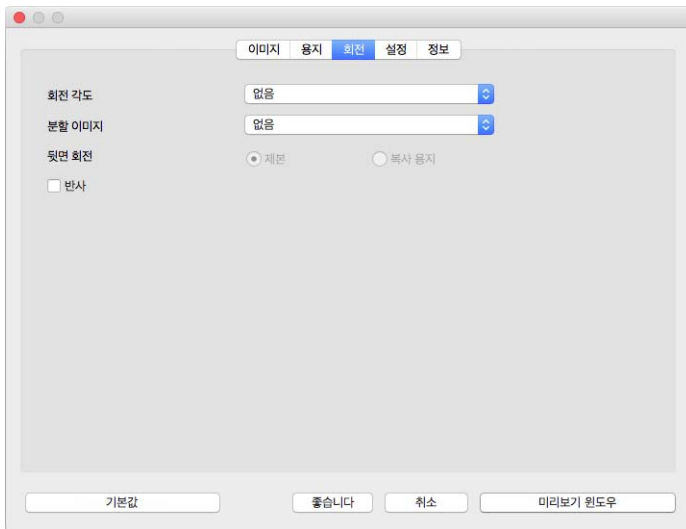 이미지 용지 회전 설정 정보
회전 각도 없음
분할 이미지 없음
뒷면 회전 제본 복사 용지
반사
기본값 좋습니다 취소 미리보기 윈도우